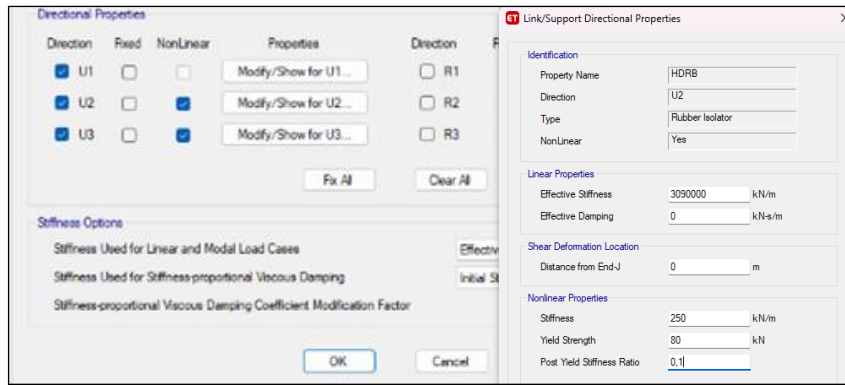 Directional Properties
Direction Fixed NonLinear Properties Direction F
U1 Modify/Show for U1... R1
U2 Modify/Show for U2... R2
U3 Modify/Show for U3... R3
Fix All Clear All
Stiffness Options
Stiffness Used for Linear and Modal Load Cases Effectiv
Stiffness Used for Stiffness-proportional Viscous Damping Initial St
Stiffness-proportional Viscous Damping Coefficient Modification Factor
OK Cancel
ET Link/Support Directional Properties
Identification
Property Name HDRB
Direction U2
Type Rubber Isolator
NonLinear Yes
Linear Properties
Effective Stiffness 3090000 kN/m
Effective Damping 0 kN-s/m
Shear Deformation Location
Distance from End-J 0 m
Nonlinear Properties
Stiffness 250 kN/m
Yield Strength 80 kN
Post Yield Stiffness Ratio 0.1